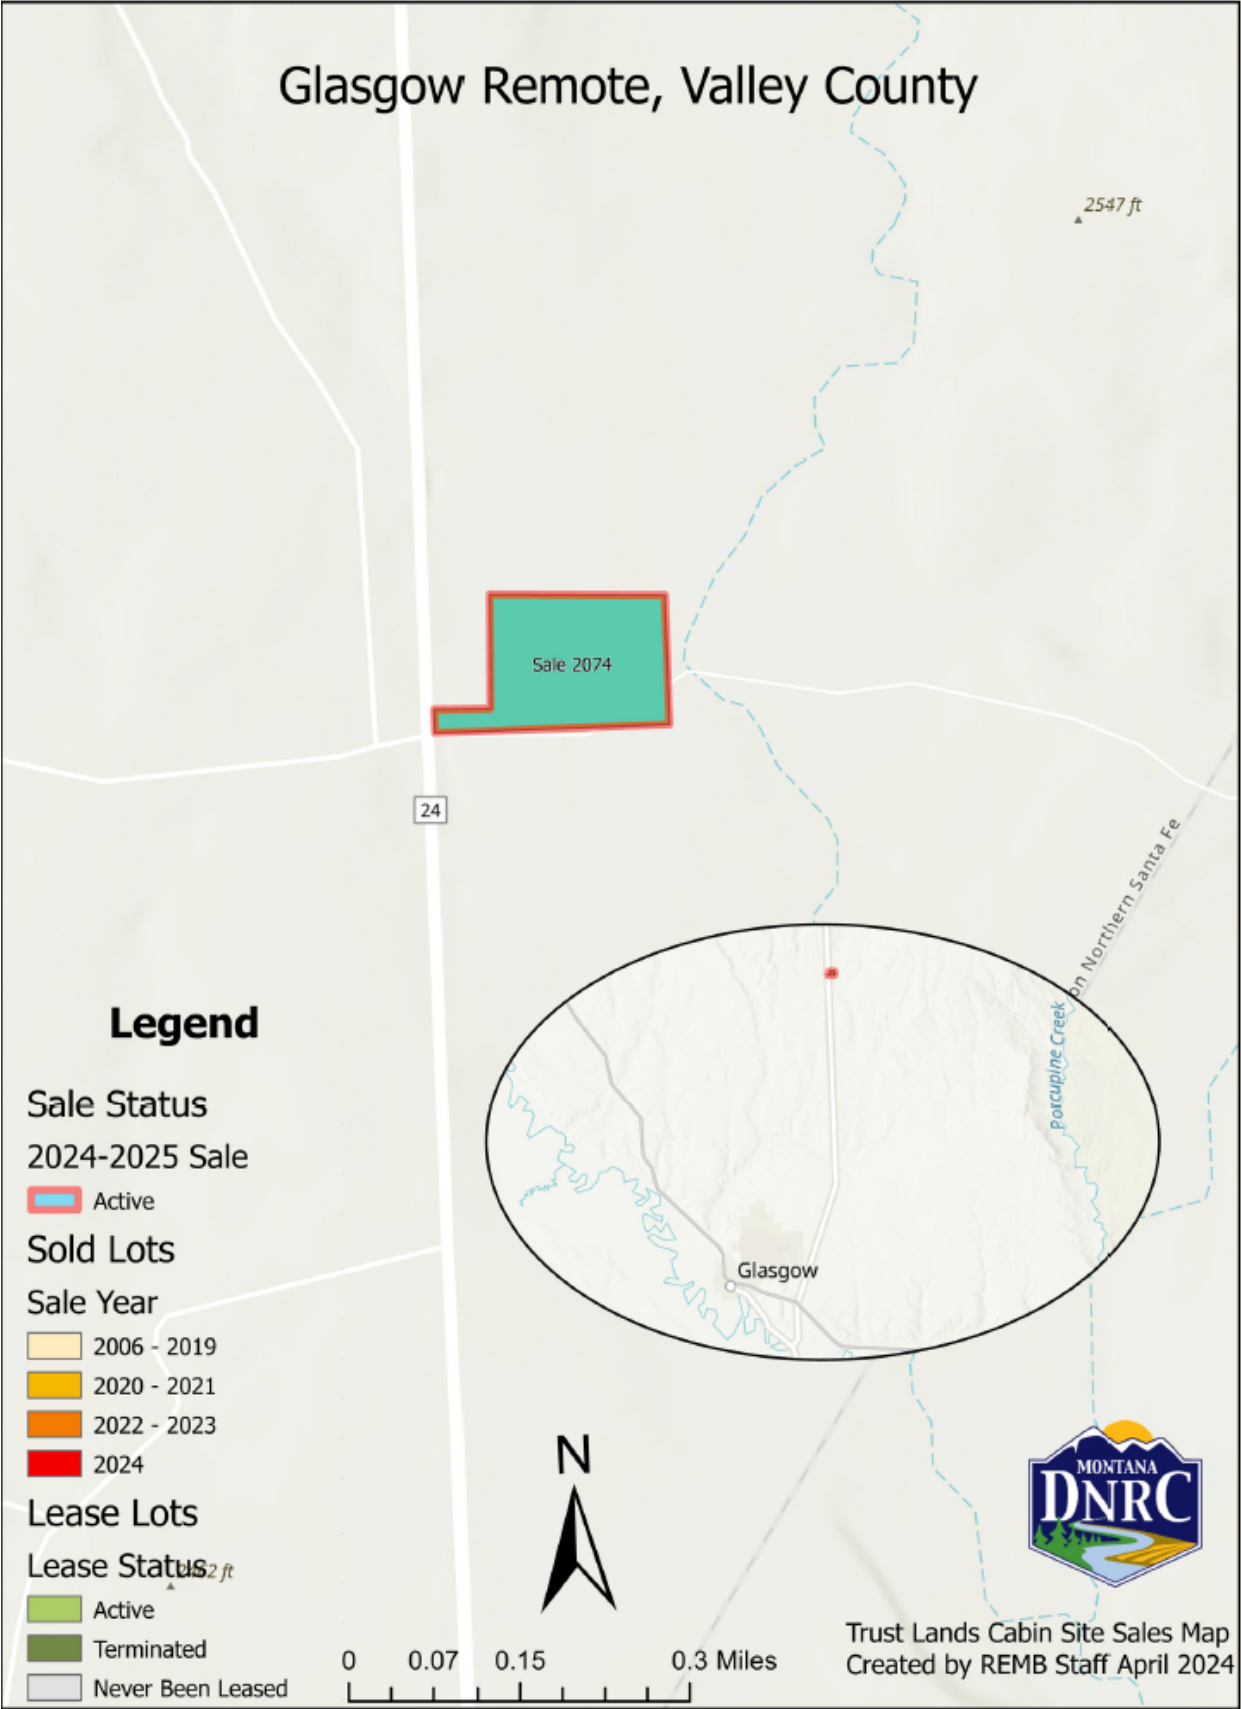 Glasgow Remote, Valley County
2547 ft
Sale 2074
24
on Northern Santa Fe
Porcupine Creek
Glasgow
Legend
Sale Status
2024-2025 Sale
Active
Sold Lots
Sale Year
2006 - 2019
2020 - 2021
2022 - 2023
2024
Lease Lots
Lease Status
ft
Active
Terminated
Never Been Leased
N
0 0.07 0.15 0.3 Miles
MONTANA
DNRC
Trust Lands Cabin Site Sales Map
Created by REMB Staff April 2024